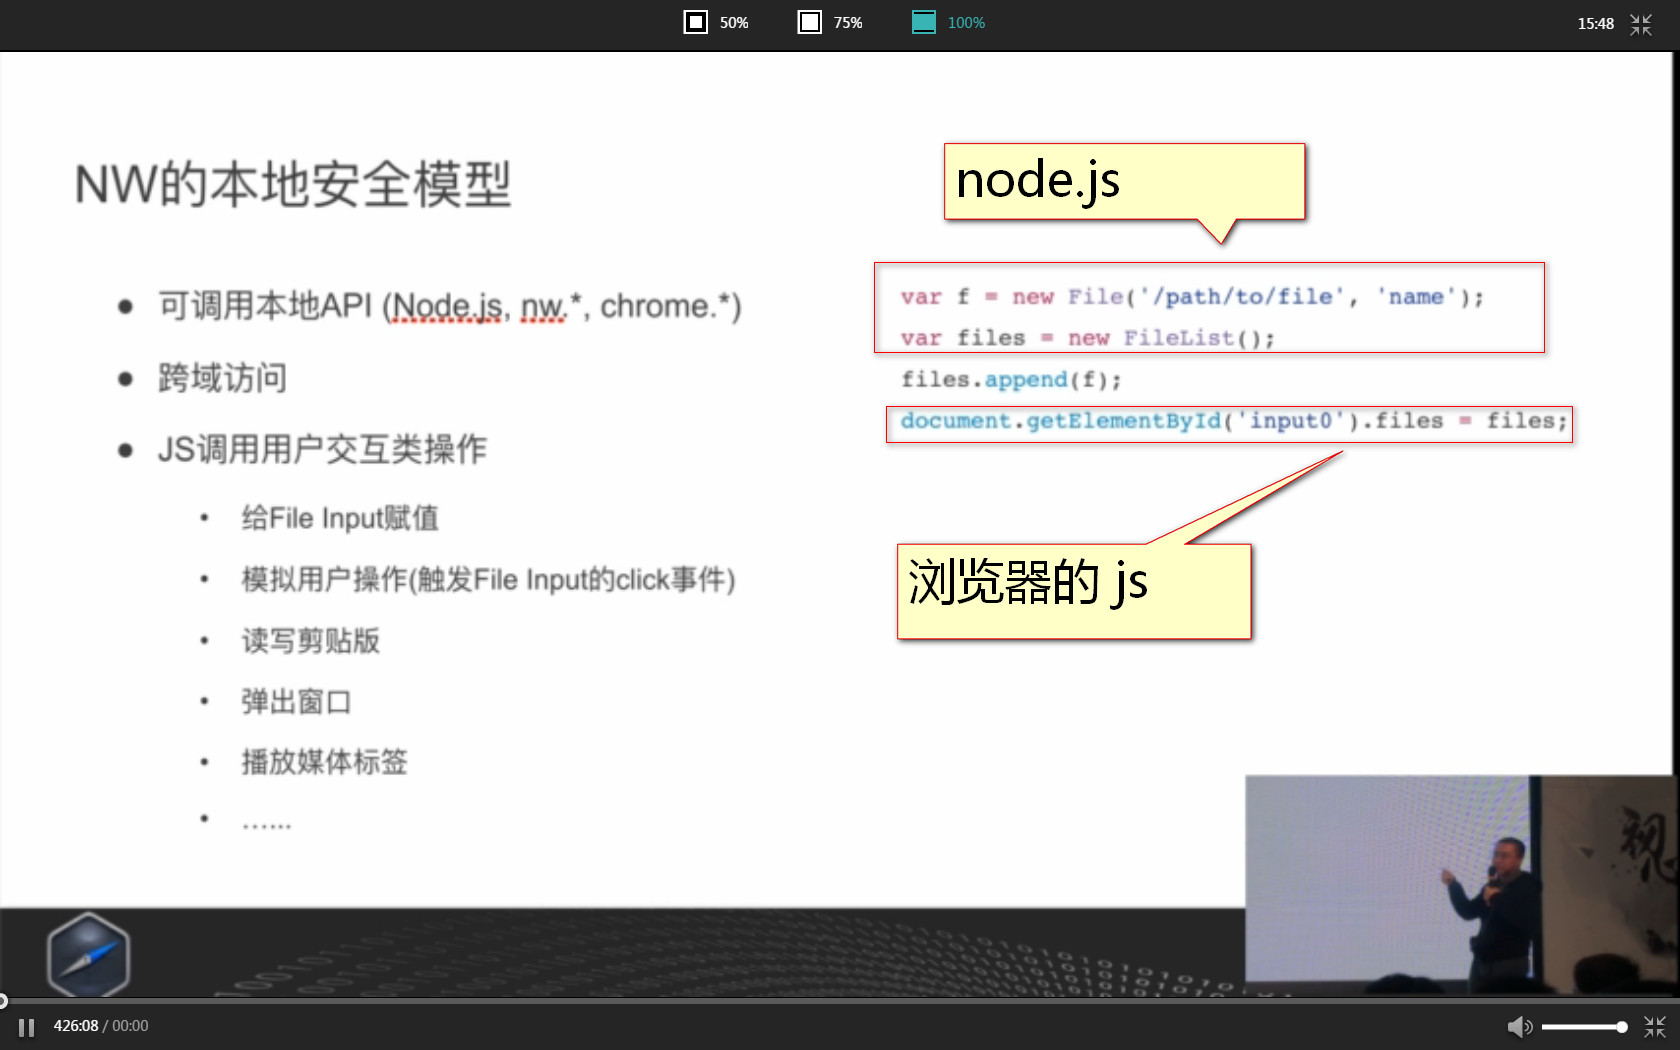 50%
75%
100%
15:48
NW的本地安全模型
可调用本地API (Node.js, nw.*, chrome.*)
跨域访问
JS调用用户交互类操作
给File Input赋值
模拟用户操作(触发File Input的click事件)
读写剪贴版
弹出窗口
播放媒体标签
......
node.js
var f = new File('/path/to/file', 'name');
var files = new FileList();
files.append(f);
document.getElementById('input0').files = files;
浏览器的 js
视
426:08 / 00:00